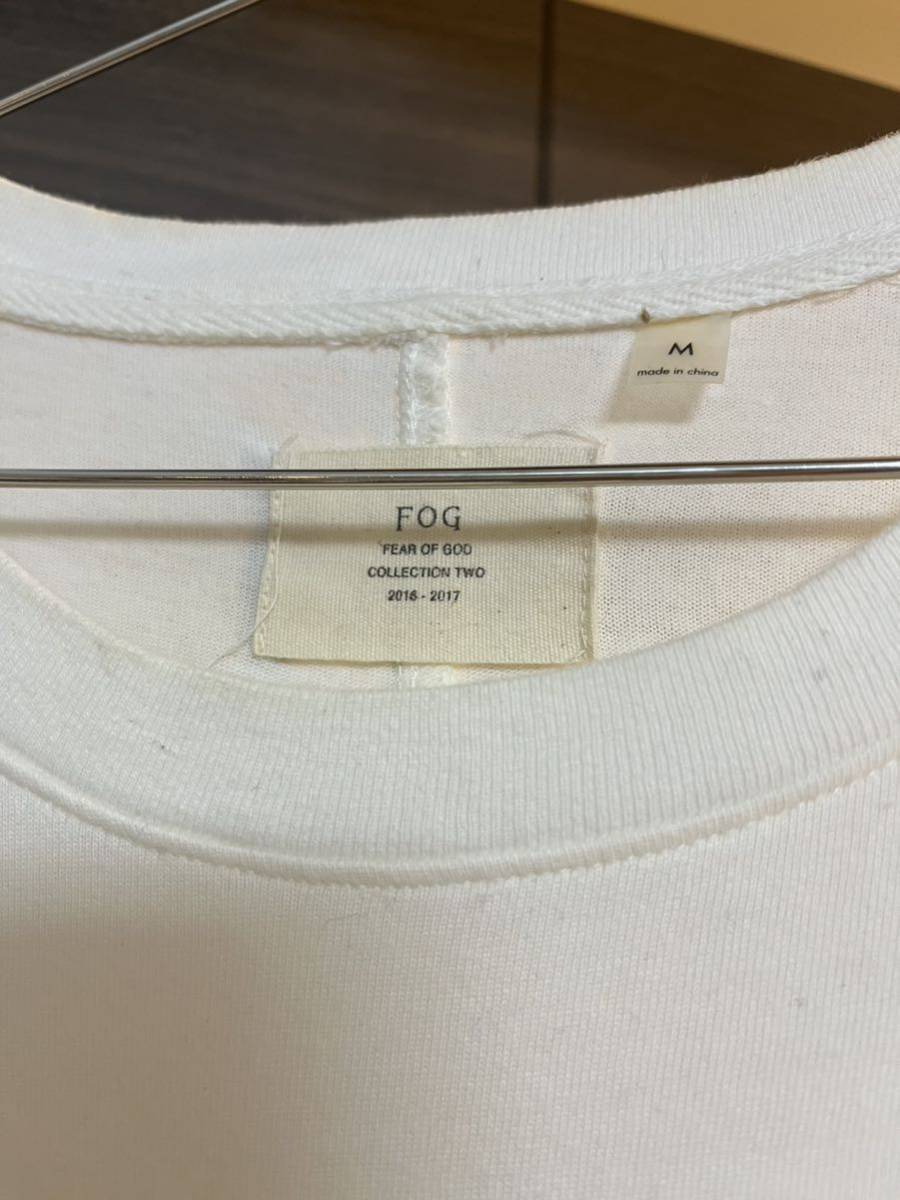 M
made in china
FOG
FEAR OF GOD
COLLECTION TWO
2016 - 2017